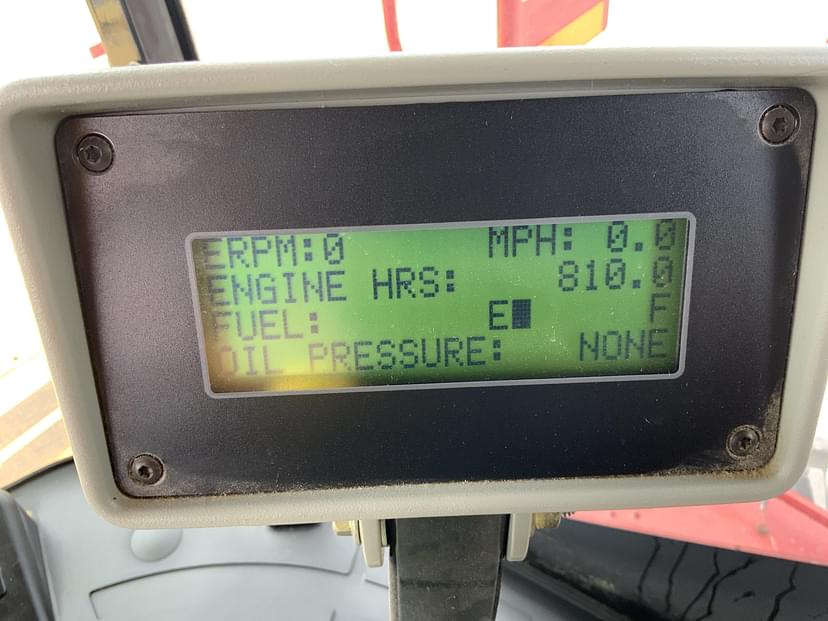 ERPM:0 MPH: 0.0
ENGINE HRS: 810.0
FUEL: E F
OIL PRESSURE: NONE